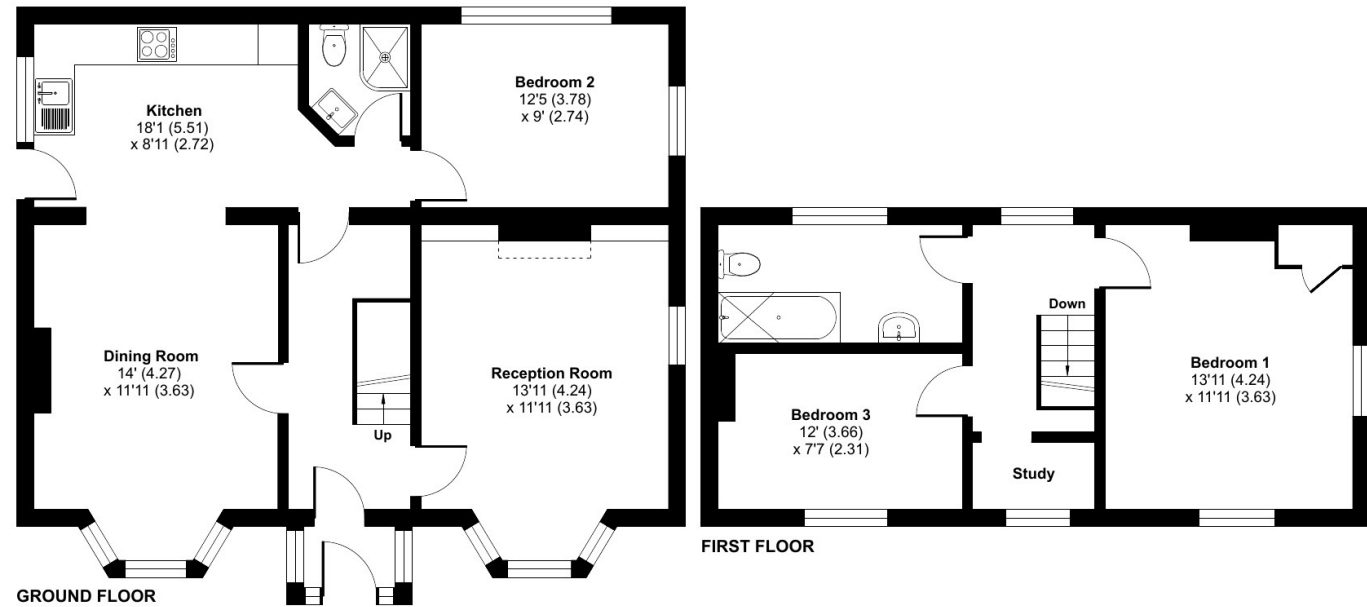 Kitchen
18'1 (5.51)
x 8'11 (2.72)
Bedroom 2
12'5 (3.78)
x 9' (2.74)
Dining Room
14' (4.27)
x 11'11 (3.63)
Up
Reception Room
13'11 (4.24)
x 11'11 (3.63)
GROUND FLOOR
Down
Bedroom 1
13'11 (4.24)
x 11'11 (3.63)
Bedroom 3
12' (3.66)
x 7'7 (2.31)
Study
FIRST FLOOR